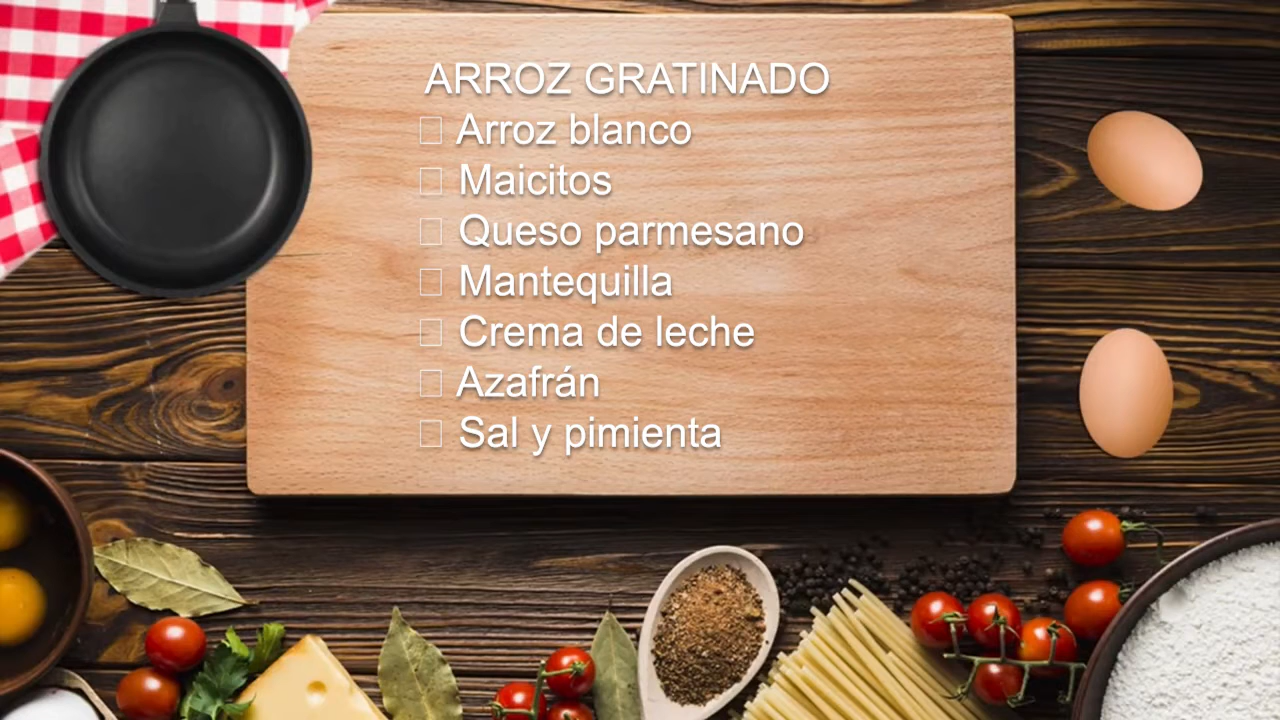 ARROZ GRATINADO
□ Arroz blanco
□ Maicitos
□ Queso parmesano
□ Mantequilla
□ Crema de leche
□ Azafrán
□ Sal y pimienta